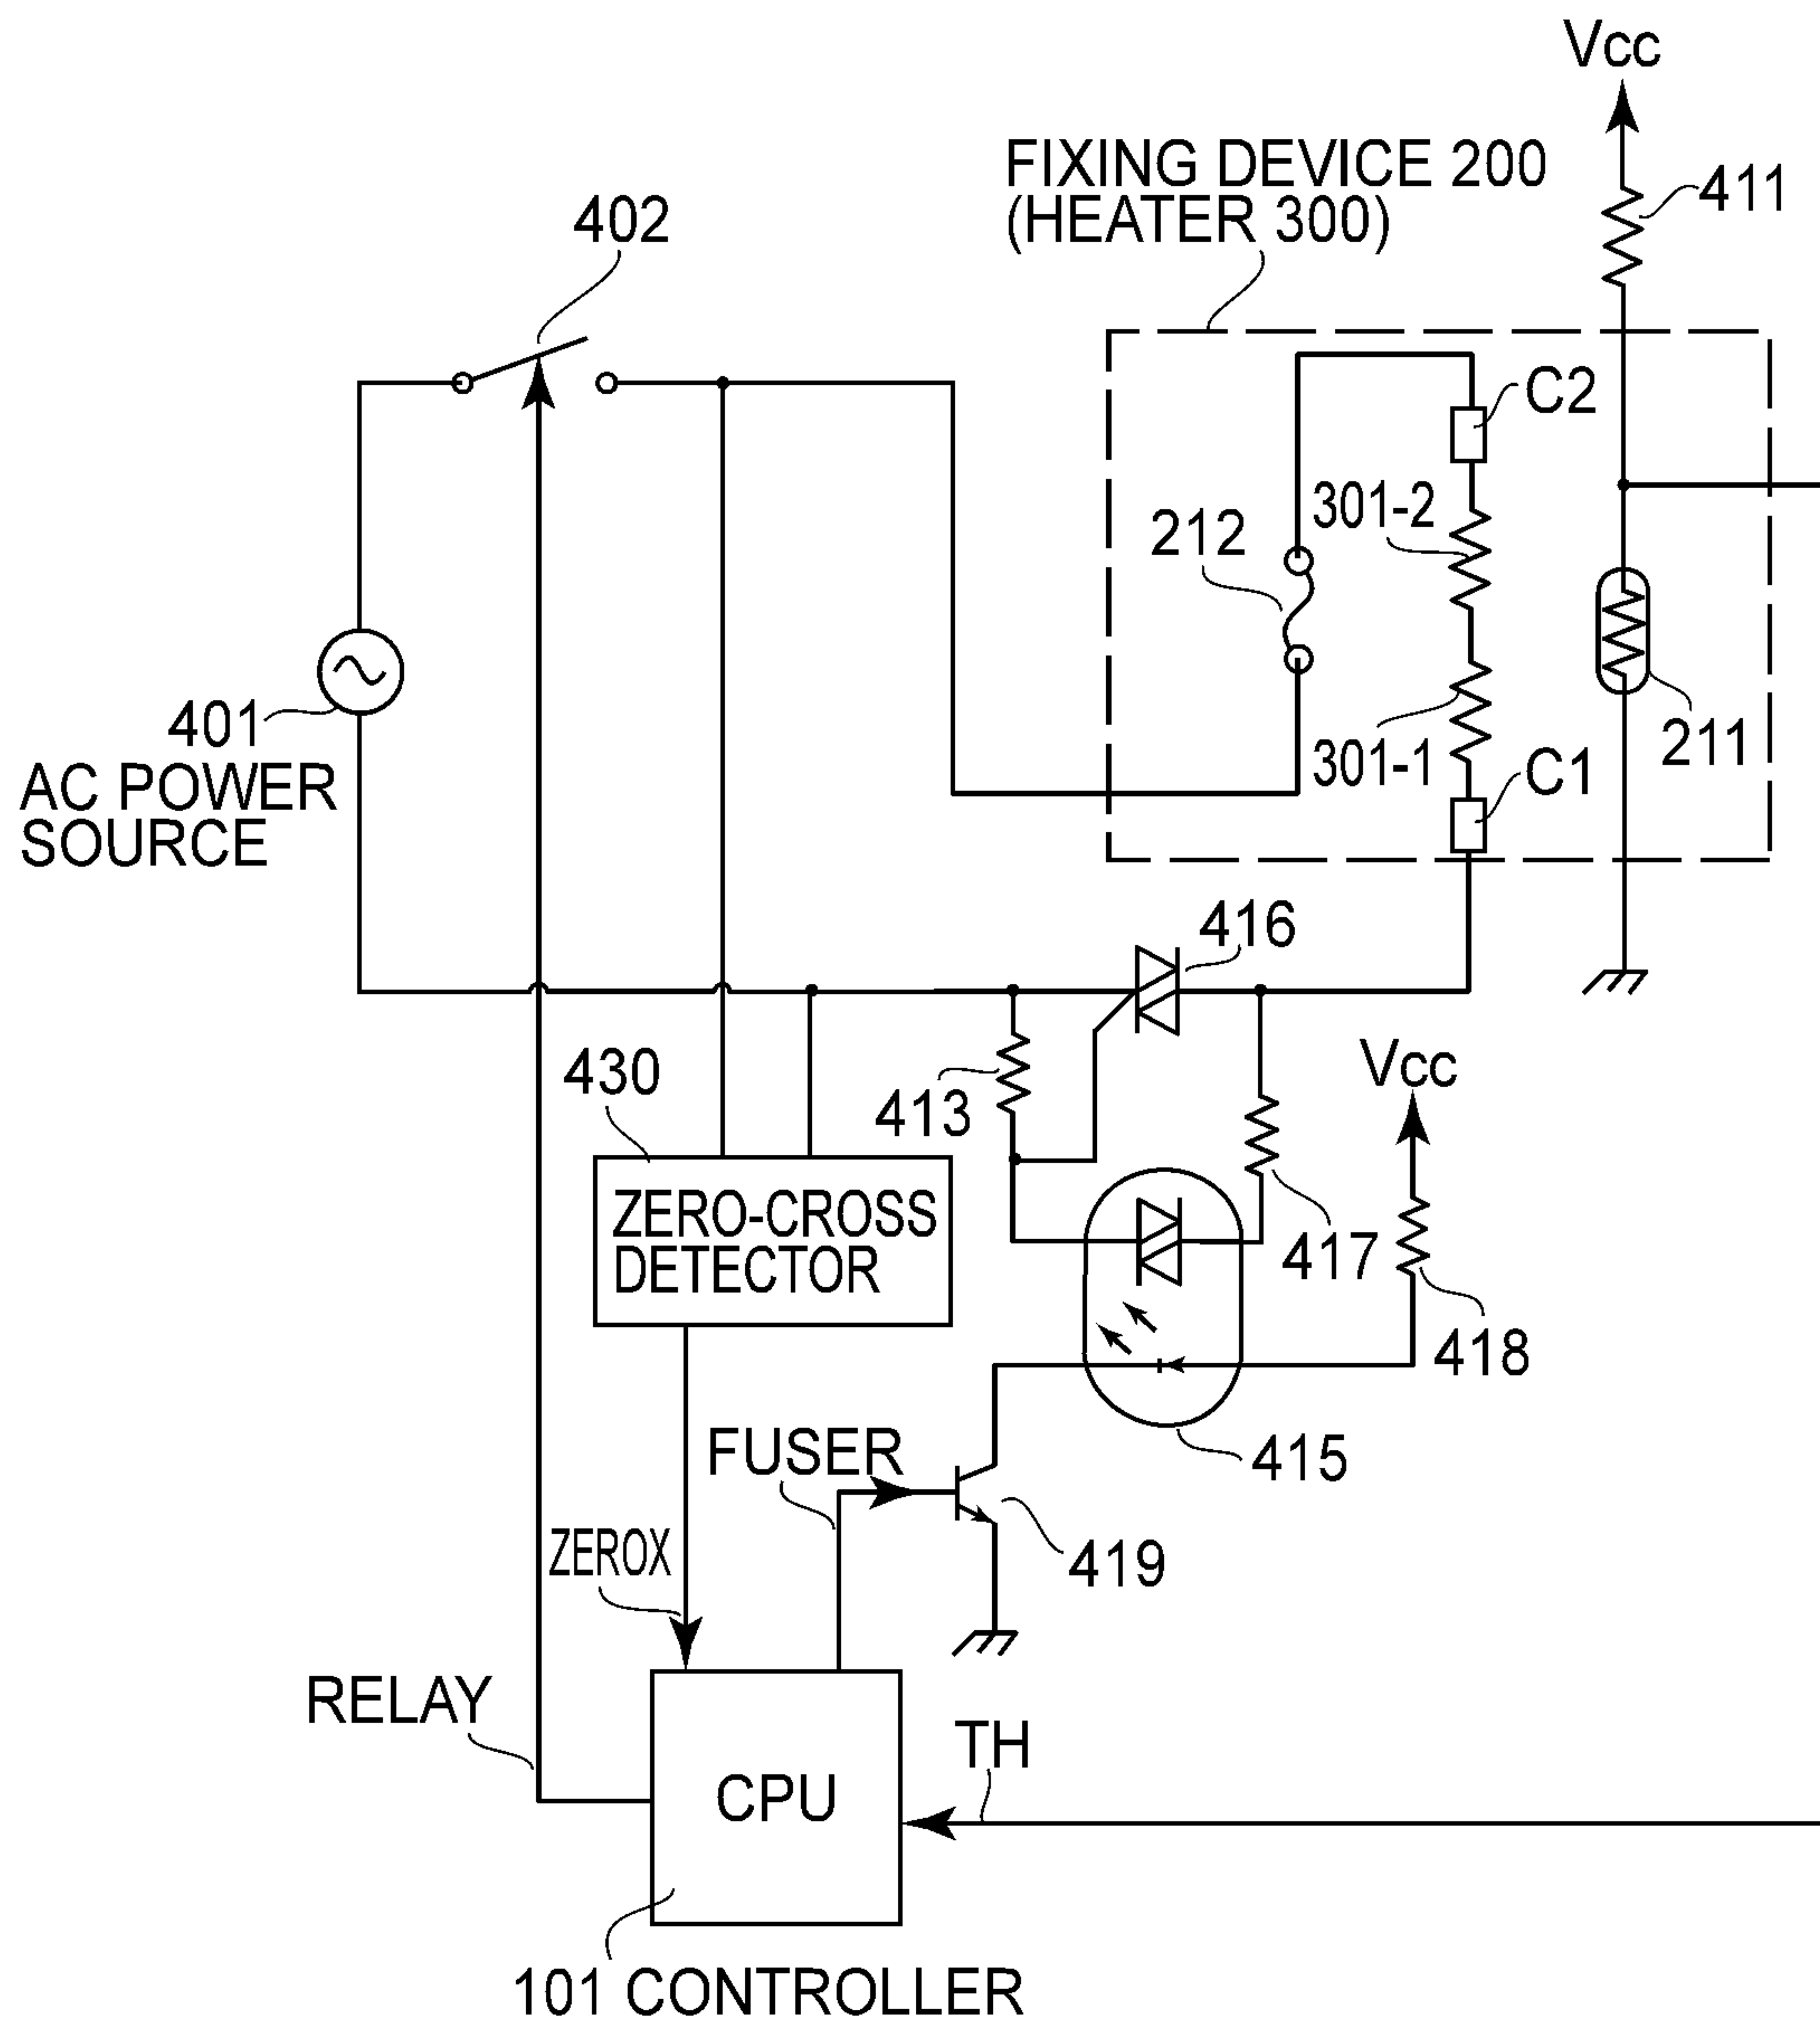 Vcc
FIXING DEVICE 200
(HEATER 300)
411
402
C2
301-2
212
401
AC POWER
SOURCE
301-1
211
C1
416
430
413
Vcc
ZERO-CROSS
DETECTOR
417
418
FUSER
415
ZEROX
419
RELAY
TH
CPU
101 CONTROLLER